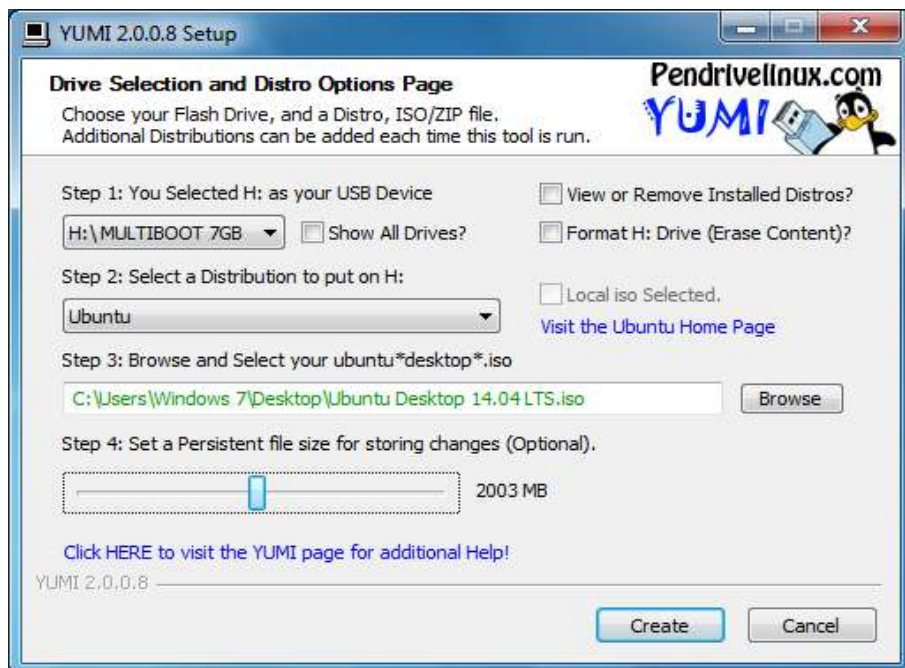 YUMI 2.0.0.8 Setup
Drive Selection and Distro Options Page
Choose your Flash Drive, and a Distro, ISO/ZIP file.
Additional Distributions can be added each time this tool is run.
Pendrivelinux.com
YUMI
Step 1: You Selected H: as your USB Device
View or Remove Installed Distros?
H:\MULTIBOOT 7GB
Show All Drives?
Format H: Drive (Erase Content)?
Step 2: Select a Distribution to put on H:
Local iso Selected.
Ubuntu
Visit the Ubuntu Home Page
Step 3: Browse and Select your ubuntu*desktop*.iso
C:\Users\Windows 7\Desktop\Ubuntu Desktop 14.04 LTS.iso
Browse
Step 4: Set a Persistent file size for storing changes (Optional).
2003 MB
Click HERE to visit the YUMI page for additional Help!
YUMI 2.0.0.8
Create
Cancel